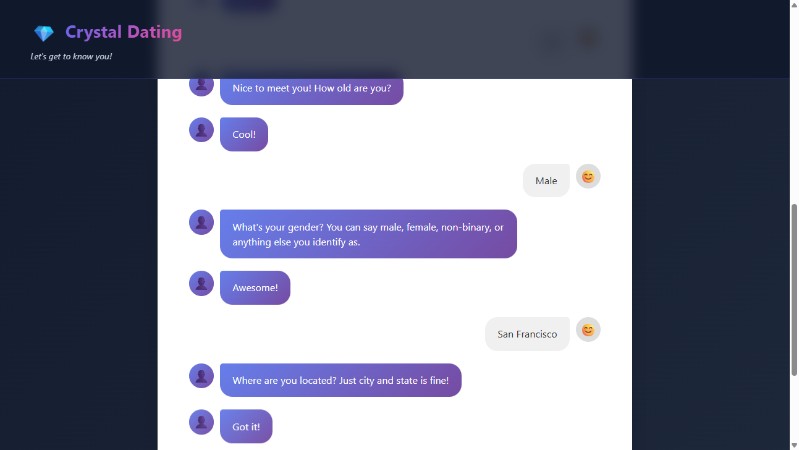 Crystal Dating
Let's get to know you!
Nice to meet you! How old are you?
Cool!
Male
What's your gender? You can say male, female, non-binary, or
anything else you identify as.
Awesome!
San Francisco
Where are you located? Just city and state is fine!
Got it!